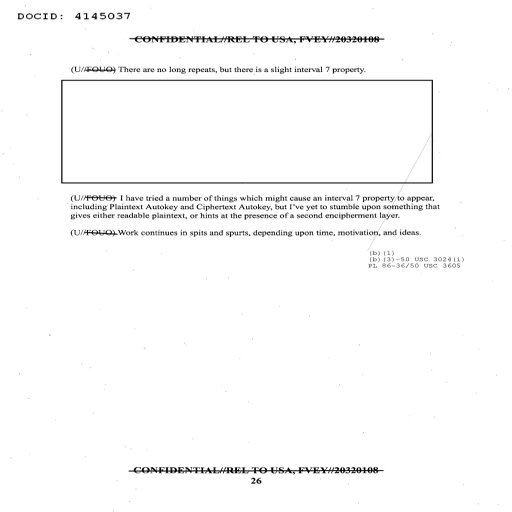 DOCID: 4145037
CONFIDENTIAL//REL TO USA, FVEY//20320108
(U//FOUO) There are no long repeats, but there is a slight interval 7 property.
(U//FOUO) I have tried a number of things which might cause an interval 7 property to appear,
including Plaintext Autokey and Ciphertext Autokey, but I've yet to stumble upon something that
gives either readable plaintext, or hints at the presence of a second encipherment layer.
(U//FOUO) Work continues in spits and spurts, depending upon time, motivation, and ideas.
(b)(1)
(b)(3)-50 USC 3024(i)
PL 86-36/50 USC 3605
CONFIDENTIAL//REL TO USA, FVEY//20320108
26